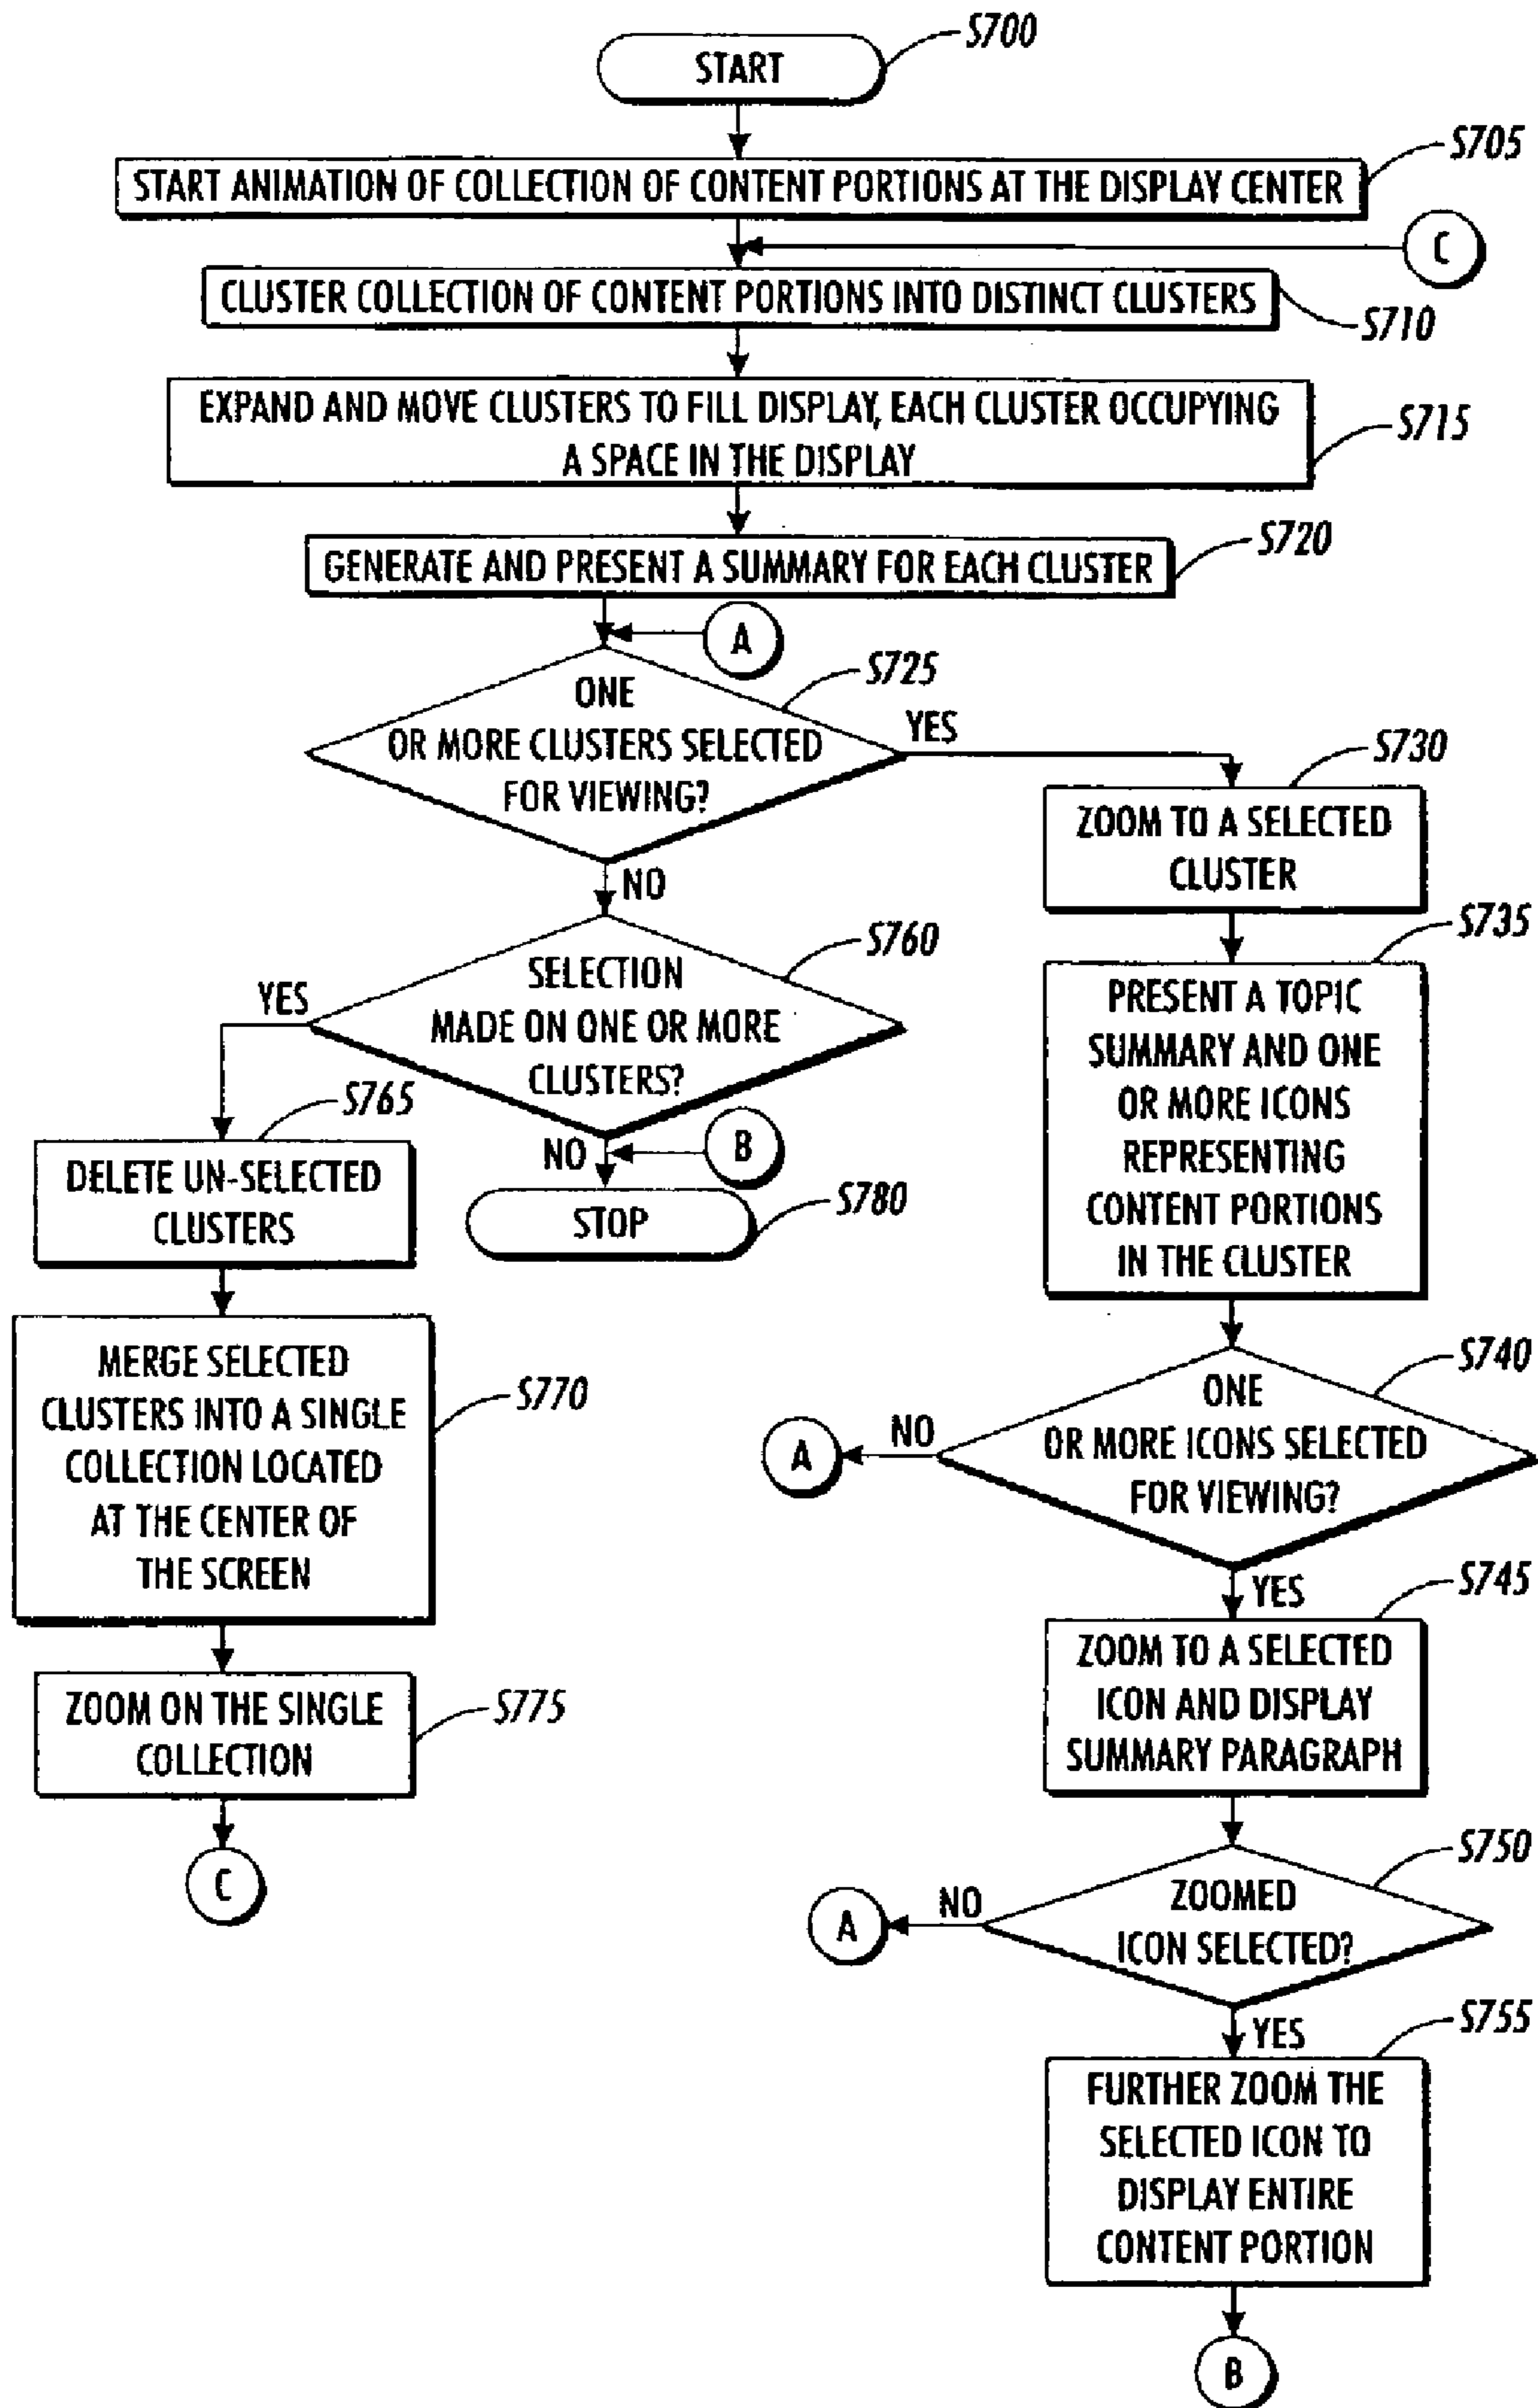 START
S700
START ANIMATION OF COLLECTION OF CONTENT PORTIONS AT THE DISPLAY CENTER
S705
C
CLUSTER COLLECTION OF CONTENT PORTIONS INTO DISTINCT CLUSTERS
S710
EXPAND AND MOVE CLUSTERS TO FILL DISPLAY, EACH CLUSTER OCCUPYING
A SPACE IN THE DISPLAY
S715
GENERATE AND PRESENT A SUMMARY FOR EACH CLUSTER
S720
A
ONE
OR MORE CLUSTERS SELECTED
FOR VIEWING?
S725
YES
NO
ZOOM TO A SELECTED
CLUSTER
S730
PRESENT A TOPIC
SUMMARY AND ONE
OR MORE ICONS
REPRESENTING
CONTENT PORTIONS
IN THE CLUSTER
S735
SELECTION
MADE ON ONE OR MORE
CLUSTERS?
S760
YES
NO
B
STOP
S780
DELETE UN-SELECTED
CLUSTERS
S765
MERGE SELECTED
CLUSTERS INTO A SINGLE
COLLECTION LOCATED
AT THE CENTER OF
THE SCREEN
S770
ZOOM ON THE SINGLE
COLLECTION
S775
C
ONE
OR MORE ICONS SELECTED
FOR VIEWING?
S740
NO
A
YES
ZOOM TO A SELECTED
ICON AND DISPLAY
SUMMARY PARAGRAPH
S745
ZOOMED
ICON SELECTED?
S750
NO
A
YES
FURTHER ZOOM THE
SELECTED ICON TO
DISPLAY ENTIRE
CONTENT PORTION
S755
B